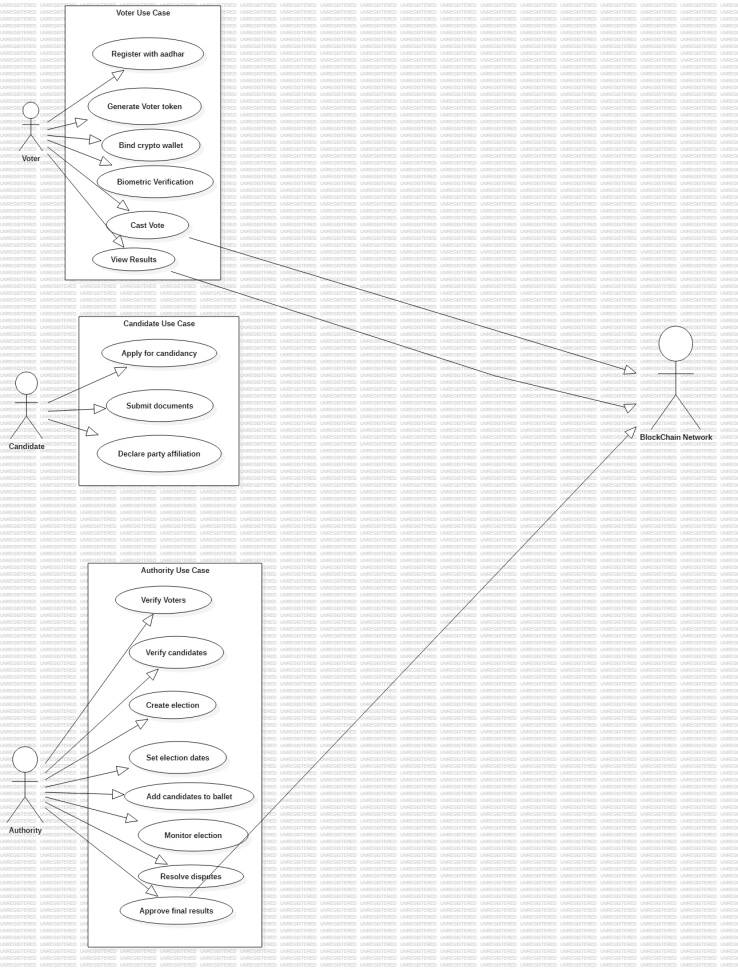 Voter Use Case
Register with aadhar
Generate Voter token
Bind crypto wallet
Voter
Biometric Verification
Cast Vote
View Results
Candidate Use Case
Apply for candidancy
Submit documents
Candidate
Declare party affiliation
BlockChain Network
Authority Use Case
Verify Voters
Verify candidates
Create election
Set election dates
Add candidates to ballet
Authority
Monitor election
Resolve disputes
Approve final results
UNREGISTERED